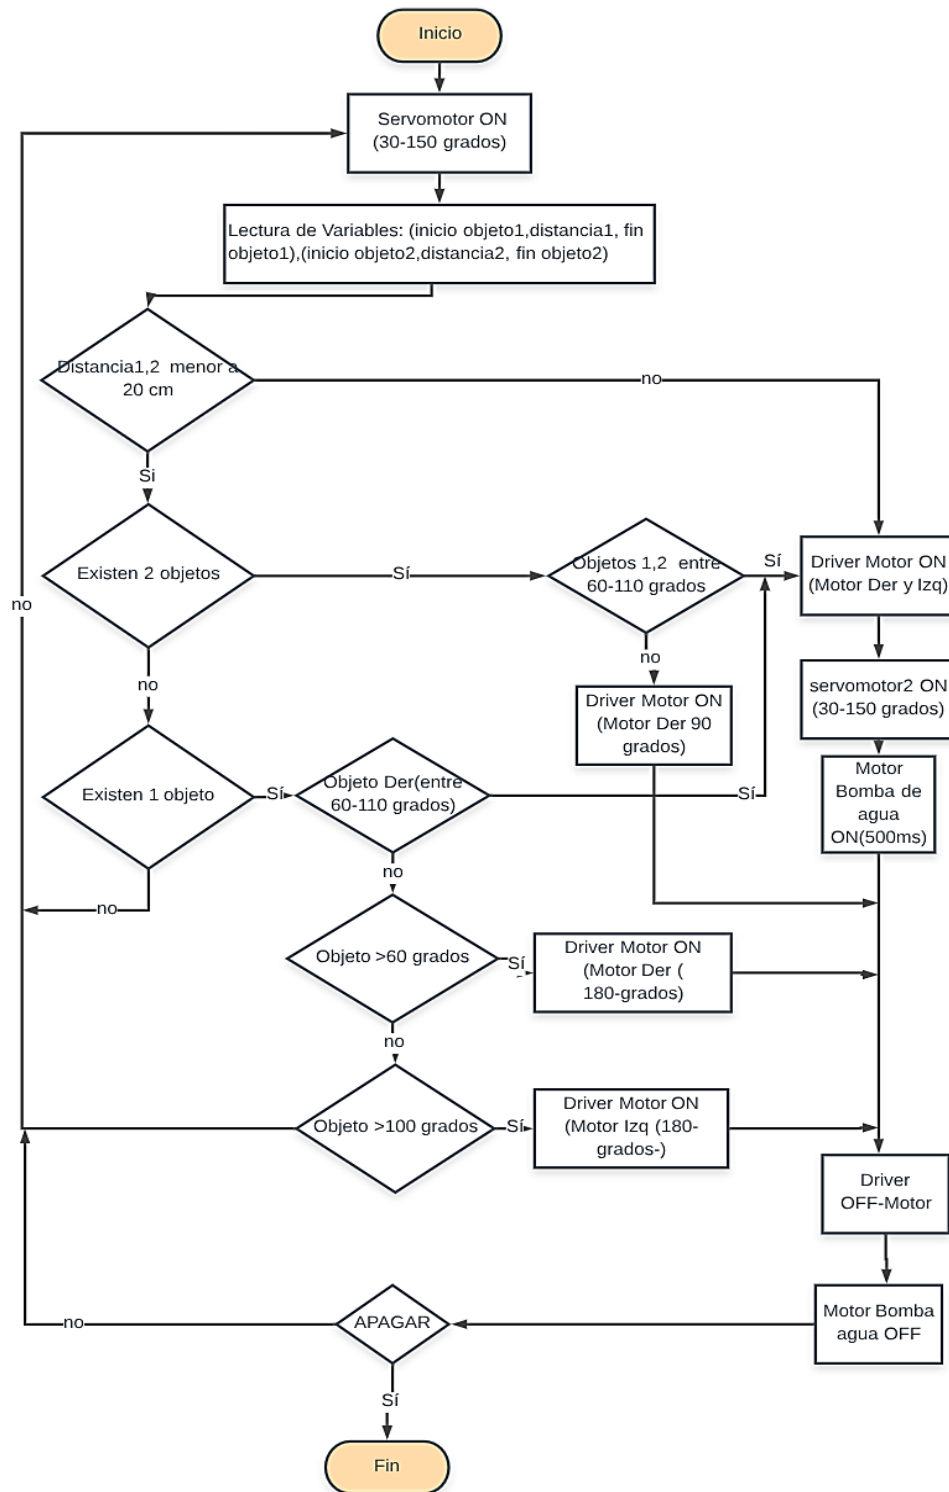 Inicio
Servomotor ON
(30-150 grados)
Lectura de Variables: (inicio objeto1,distancia1, fin
objeto1),(inicio objeto2,distancia2, fin objeto2)
Distancia1,2 menor a
20 cm
no
Si
Existen 2 objetos
Sí
Objetos 1,2 entre
60-110 grados
Sí
Driver Motor ON
(Motor Der y Izq)
no
no
no
Driver Motor ON
(Motor Der 90
grados)
servomotor2 ON
(30-150 grados)
Motor
Bomba de
agua
ON(500ms)
Existen 1 objeto
Sí
Objeto Der(entre
60-110 grados)
Sí
no
no
Objeto >60 grados
Sí
Driver Motor ON
(Motor Der (
180-grados)
no
Objeto >100 grados
Sí
Driver Motor ON
(Motor Izq (180-
grados-)
Driver
OFF-Motor
Motor Bomba
agua OFF
APAGAR
no
Sí
Fin